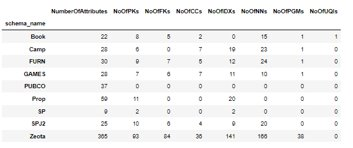 NumberOfAttributes NoOfPKs NoOfFKs NoOfCCs NoOfIDXs NoOfNNs NoOfPGMs NoOfUQIs
schema_name
Book 22 8 5 2 0 15 1 1
Camp 28 6 0 7 19 23 1 0
FURN 30 9 7 5 12 24 1 0
GAMES 28 7 6 7 11 10 1 0
PUBCO 37 0 0 0 0 0 0 0
Prop 59 11 0 0 20 0 0 0
SP 9 2 0 0 2 0 0 0
SPJ2 25 10 6 4 9 20 0 0
Zeota 365 93 84 36 141 166 38 0